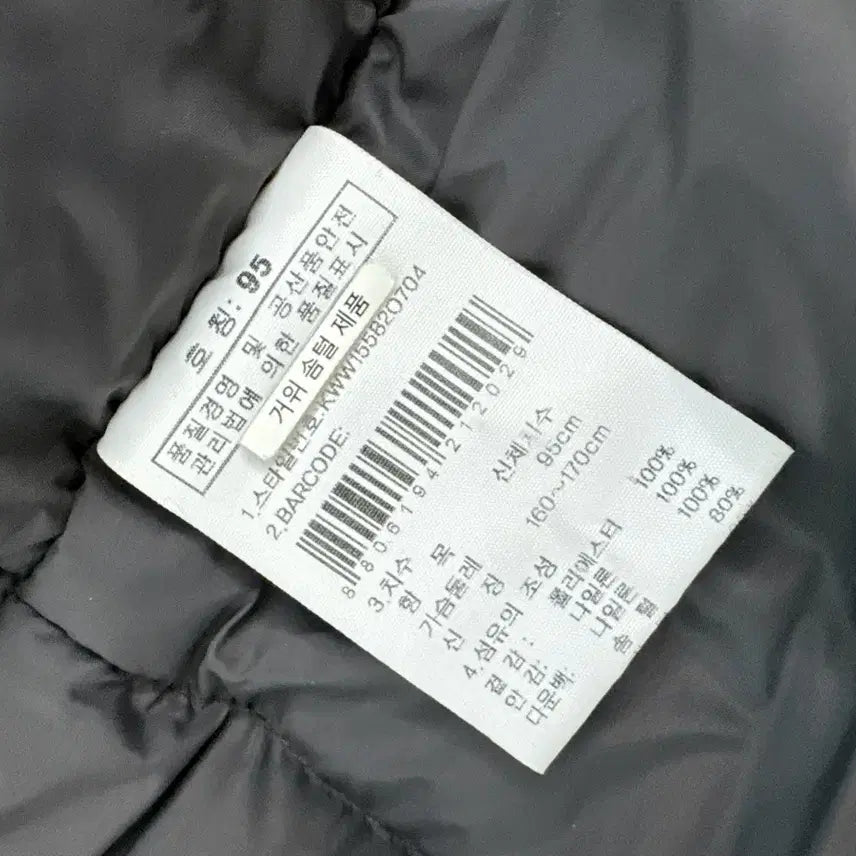 호 칭: 95
품질경영 및 공산품안전
관리법에 의한 품질표시
거위 솜털 제품
1.스타일번호:KWW155820704
2.BARCODE:
8806194212029
3.치수
항 목 신체치수
가슴둘레 95cm
신 장 160~170cm
4.섬유의 조성
겉 감: 폴리에스터 100%
안 감: 나일론 100%
다운백: 나일론 100%
솜 털 80%